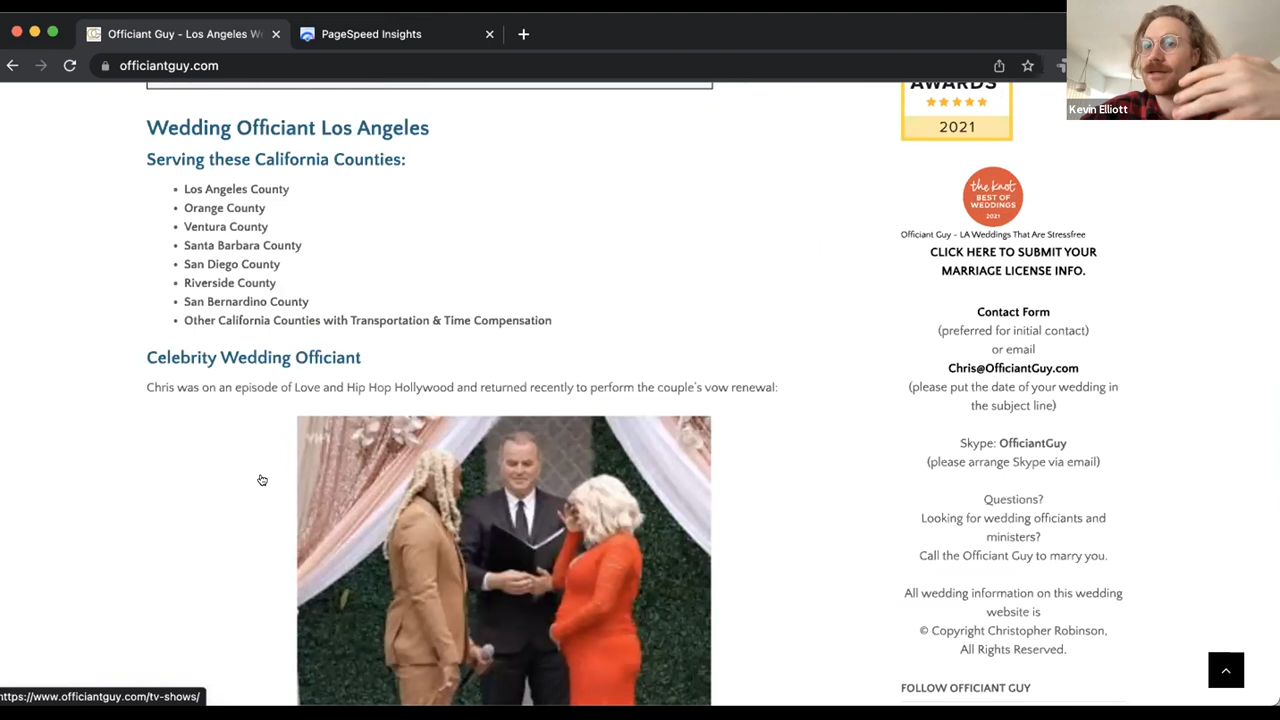 Officiant Guy - Los Angeles We
PageSpeed Insights
officiantguy.com
Kevin Elliott
Wedding Officiant Los Angeles
Serving these California Counties:
• Los Angeles County
• Orange County
• Ventura County
• Santa Barbara County
• San Diego County
• Riverside County
• San Bernardino County
• Other California Counties with Transportation & Time Compensation
Celebrity Wedding Officiant
Chris was on an episode of Love and Hip Hop Hollywood and returned recently to perform the couple's vow renewal:
AWARDS
2021
the knot
BEST OF
WEDDINGS
2021
Officiant Guy - LA Weddings That Are Stressfree
CLICK HERE TO SUBMIT YOUR
MARRIAGE LICENSE INFO.
Contact Form
(preferred for initial contact)
or email
Chris@OfficiantGuy.com
(please put the date of your wedding in
the subject line)
Skype: OfficiantGuy
(please arrange Skype via email)
Questions?
Looking for wedding officiants and
ministers?
Call the Officiant Guy to marry you.
All wedding information on this wedding
website is
© Copyright Christopher Robinson,
All Rights Reserved.
FOLLOW OFFICIANT GUY
https://www.officiantguy.com/tv-shows/